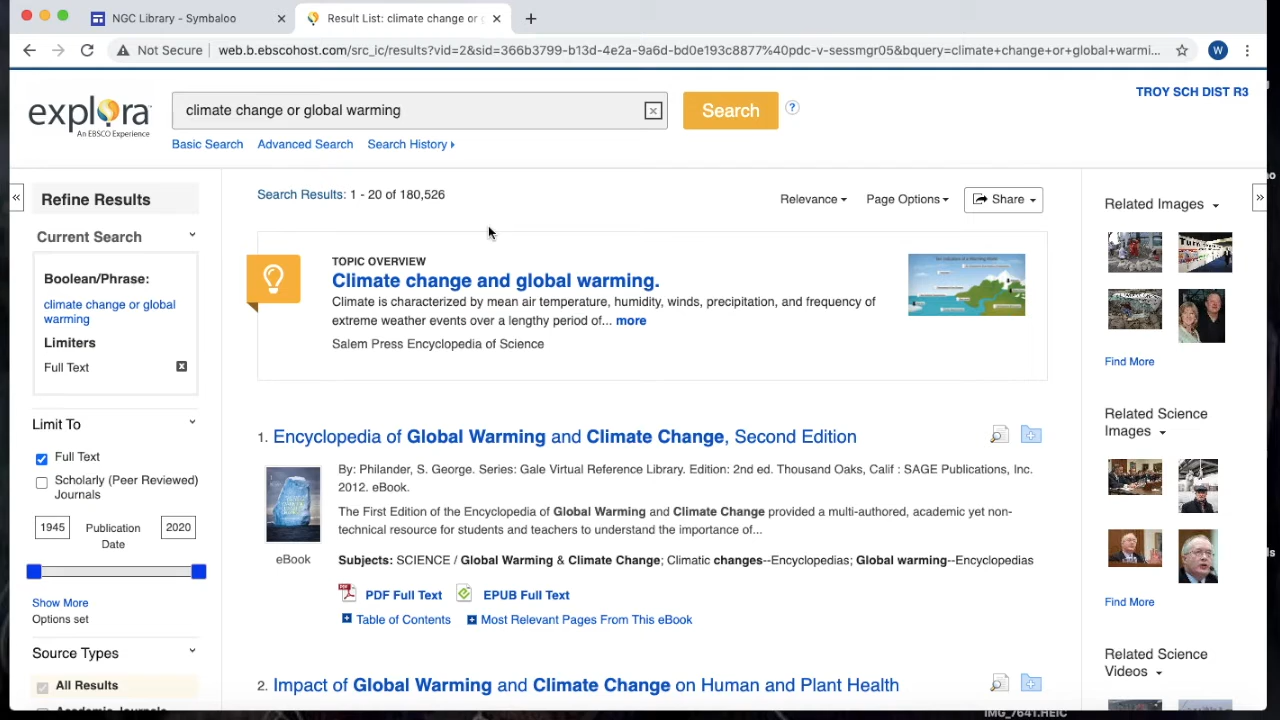 NGC Library - Symbaloo
Result List: climate change or g
Not Secure
web.b.ebscohost.com/src_ic/results?vid=2&sid=366b3799-b13d-4e2a-9a6d-bd0e193c8877%40pdc-v-sessmgr05&bquery=climate+change+or+global+warmi...
W
explora
An EBSCO Experience
climate change or global warming
Search
?
TROY SCH DIST R3
Basic Search
Advanced Search
Search History
«
Refine Results
Current Search
Boolean/Phrase:
climate change or global
warming
Limiters
Full Text
Limit To
Full Text
Scholarly (Peer Reviewed)
Journals
1945
Publication
Date
2020
Show More
Options set
Source Types
All Results
Academic Journals
Search Results: 1 - 20 of 180,526
Relevance
Page Options
Share
TOPIC OVERVIEW
Climate change and global warming.
Climate is characterized by mean air temperature, humidity, winds, precipitation, and frequency of
extreme weather events over a lengthy period of... more
Salem Press Encyclopedia of Science
1. Encyclopedia of Global Warming and Climate Change, Second Edition
By: Philander, S. George. Series: Gale Virtual Reference Library. Edition: 2nd ed. Thousand Oaks, Calif : SAGE Publications, Inc.
2012. eBook.
The First Edition of the Encyclopedia of Global Warming and Climate Change provided a multi-authored, academic yet non-
technical resource for students and teachers to understand the importance of...
eBook
Subjects: SCIENCE / Global Warming & Climate Change; Climatic changes--Encyclopedias; Global warming--Encyclopedias
PDF Full Text
EPUB Full Text
Table of Contents
Most Relevant Pages From This eBook
2. Impact of Global Warming and Climate Change on Human and Plant Health
»
Related Images
Find More
Related Science
Images
Find More
Related Science
Videos
IMG_7641.HEIC